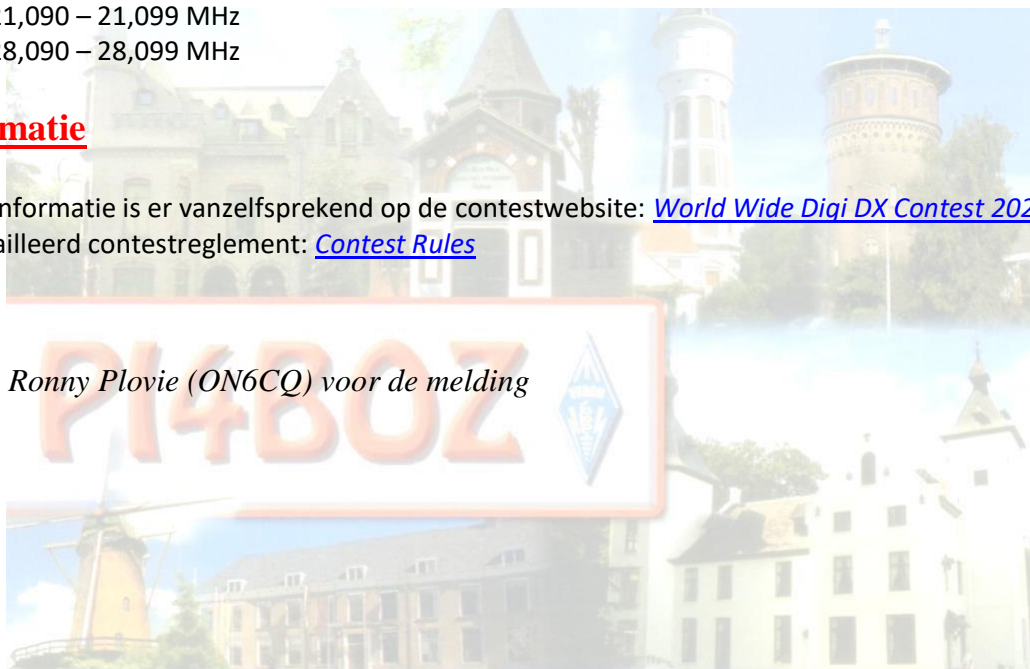 21,090 – 21,099 MHz
28,090 – 28,099 MHz
matie
nformatie is er vanzelfsprekend op de contestwebsite: World Wide Digi DX Contest 202
ailleerd contestreglement: Contest Rules
PI4BOZ
Ronny Plovie (ON6CQ) voor de melding